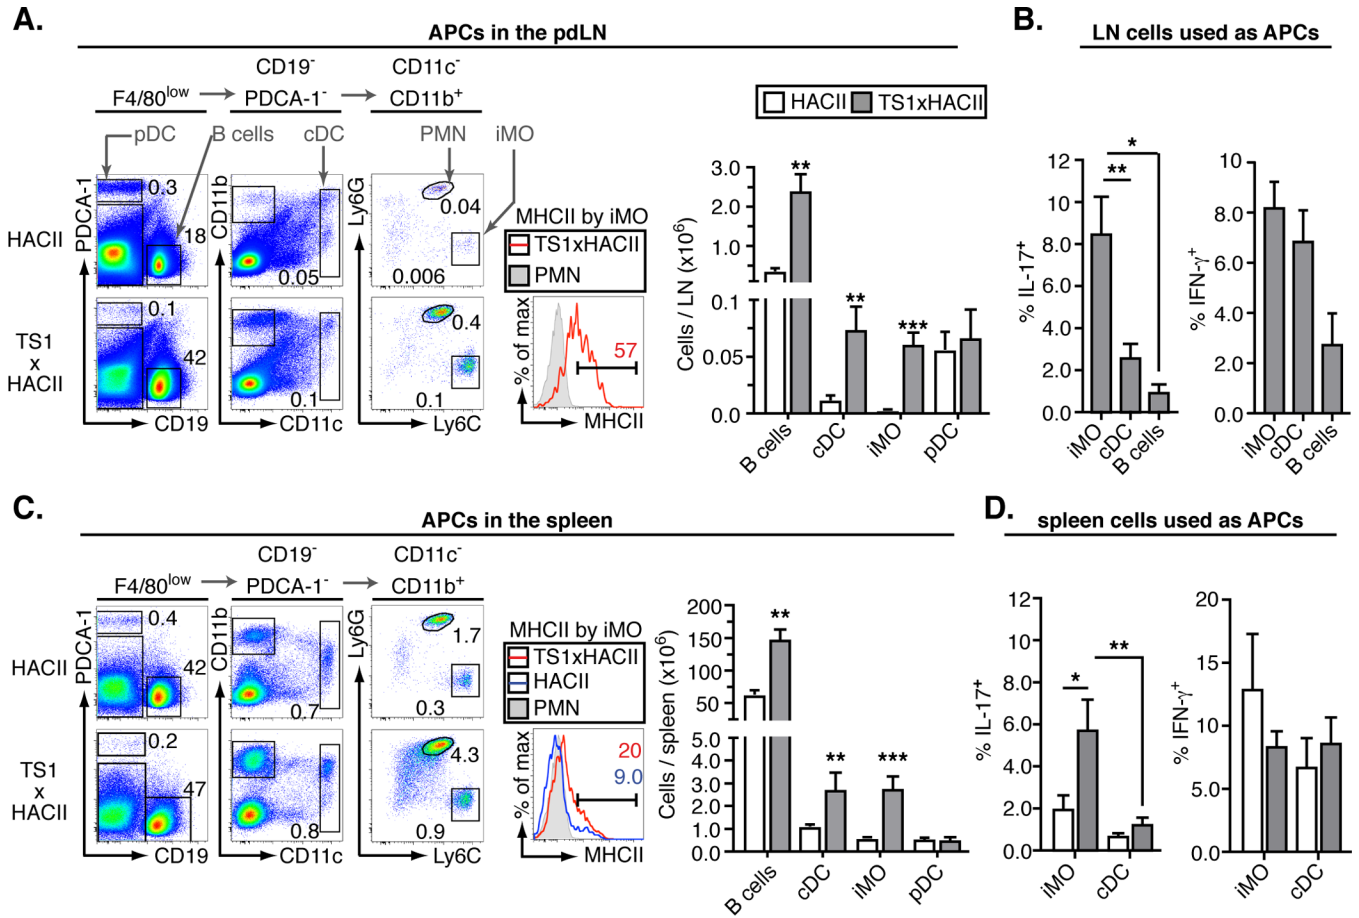 A.
APCs in the pdLN
F4/80low
CD19-
PDCA-1-
CD11c-
CD11b+
pDC
B cells
cDC
PMN
iMO
HACII
PDCA-1
0.3
18
CD11b
0.05
Ly6G
0.04
0.006
TS1
x
HACII
0.1
42
CD19
0.1
CD11c
0.4
0.1
Ly6C
MHCII by iMO
TS1xHACII
PMN
% of max
57
MHCII
HACII
TS1xHACII
Cells / LN (x106)
3.0
2.0
1.0
0.1
0.05
0.0
**
**
***
B cells
cDC
iMO
pDC
B.
LN cells used as APCs
% IL-17+
12
10
8.0
6.0
4.0
2.0
0.0
*
**
iMO
cDC
B cells
% IFN-γ+
10
8.0
6.0
4.0
2.0
0.0
iMO
cDC
B cells
C.
APCs in the spleen
F4/80low
CD19-
PDCA-1-
CD11c-
CD11b+
HACII
PDCA-1
0.4
42
CD11b
0.7
Ly6G
1.7
0.3
TS1
x
HACII
0.2
47
CD19
0.8
CD11c
4.3
0.9
Ly6C
MHCII by iMO
TS1xHACII
HACII
PMN
% of max
20
9.0
MHCII
Cells / spleen (x106)
200
150
100
50
5.0
4.0
3.0
2.0
1.0
0.0
**
**
***
B cells
cDC
iMO
pDC
D.
spleen cells used as APCs
% IL-17+
12
10
8.0
6.0
4.0
2.0
0.0
*
**
iMO
cDC
% IFN-γ+
20
15
10
5.0
0.0
iMO
cDC